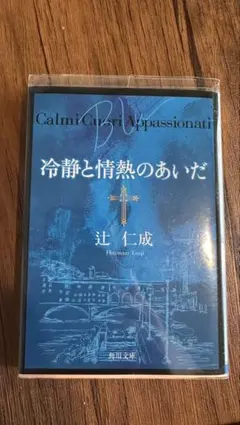 Calmi Cuori Appassionati
Blu
冷静と情熱のあいだ
辻 仁成
Hitonari Tsuji
角川文庫